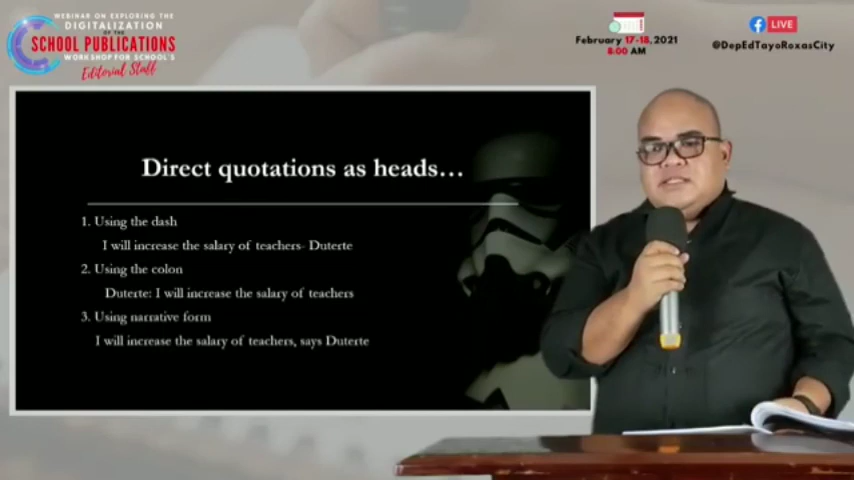 WEBINAR ON EXPLORING THE
DIGITALIZATION
OF THE
SCHOOL PUBLICATIONS
WORKSHOP FOR SCHOOL'S
Editorial Staff
February 17-18, 2021
8:00 AM
LIVE
@DepEdTayoRoxasCity
Direct quotations as heads…
1. Using the dash
I will increase the salary of teachers- Duterte
2. Using the colon
Duterte: I will increase the salary of teachers
3. Using narrative form
I will increase the salary of teachers, says Duterte